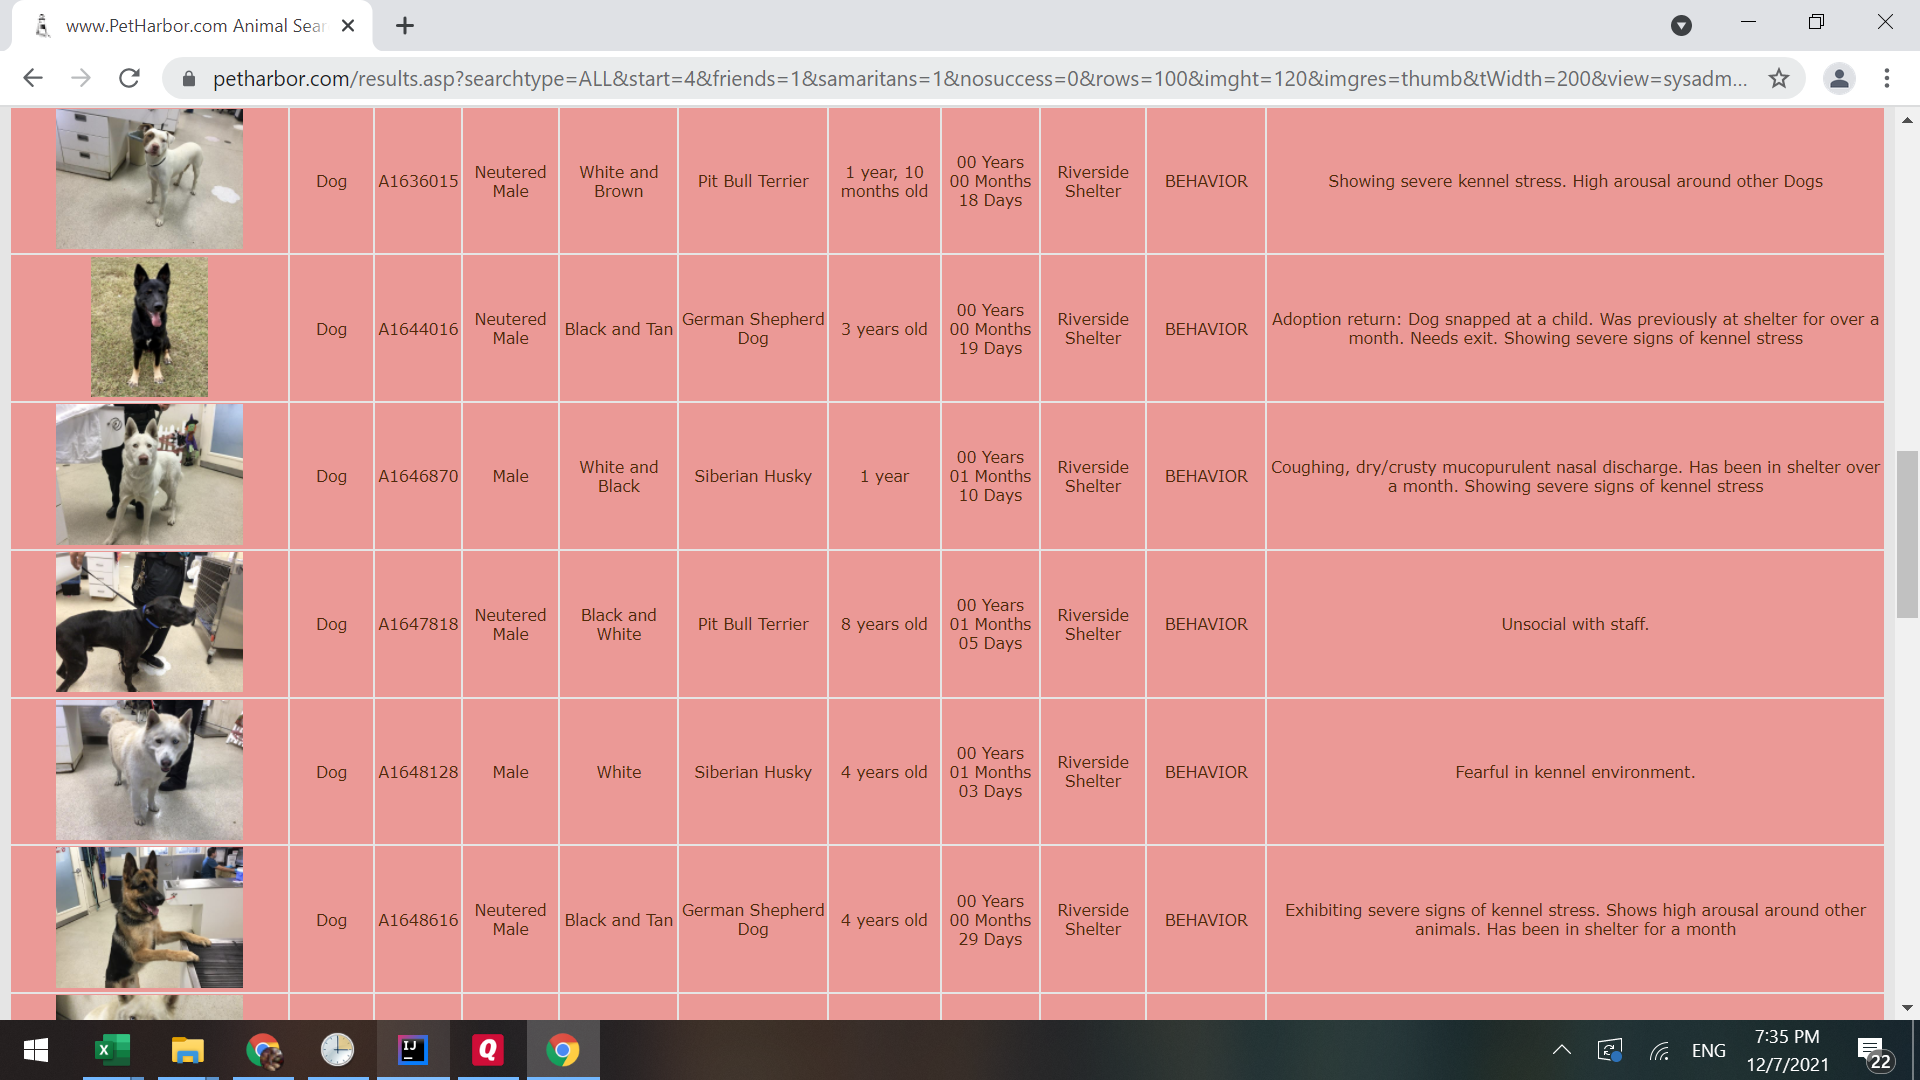 www.PetHarbor.com Animal Sear
petharbor.com/results.asp?searchtype=ALL&start=4&friends=1&samaritans=1&nosuccess=0&rows=100&imght=120&imgres=thumb&tWidth=200&view=sysadm...
Dog
A1636015
Neutered
Male
White and
Brown
Pit Bull Terrier
1 year, 10
months old
00 Years
00 Months
18 Days
Riverside
Shelter
BEHAVIOR
Showing severe kennel stress. High arousal around other Dogs
Dog
A1644016
Neutered
Male
Black and Tan
German Shepherd
Dog
3 years old
00 Years
00 Months
19 Days
Riverside
Shelter
BEHAVIOR
Adoption return: Dog snapped at a child. Was previously at shelter for over a
month. Needs exit. Showing severe signs of kennel stress
Dog
A1646870
Male
White and
Black
Siberian Husky
1 year
00 Years
01 Months
10 Days
Riverside
Shelter
BEHAVIOR
Coughing, dry/crusty mucopurulent nasal discharge. Has been in shelter over
a month. Showing severe signs of kennel stress
Dog
A1647818
Neutered
Male
Black and
White
Pit Bull Terrier
8 years old
00 Years
01 Months
05 Days
Riverside
Shelter
BEHAVIOR
Unsocial with staff.
Dog
A1648128
Male
White
Siberian Husky
4 years old
00 Years
01 Months
03 Days
Riverside
Shelter
BEHAVIOR
Fearful in kennel environment.
Dog
A1648616
Neutered
Male
Black and Tan
German Shepherd
Dog
4 years old
00 Years
00 Months
29 Days
Riverside
Shelter
BEHAVIOR
Exhibiting severe signs of kennel stress. Shows high arousal around other
animals. Has been in shelter for a month
X
IJ
Q
ENG
7:35 PM
12/7/2021
22